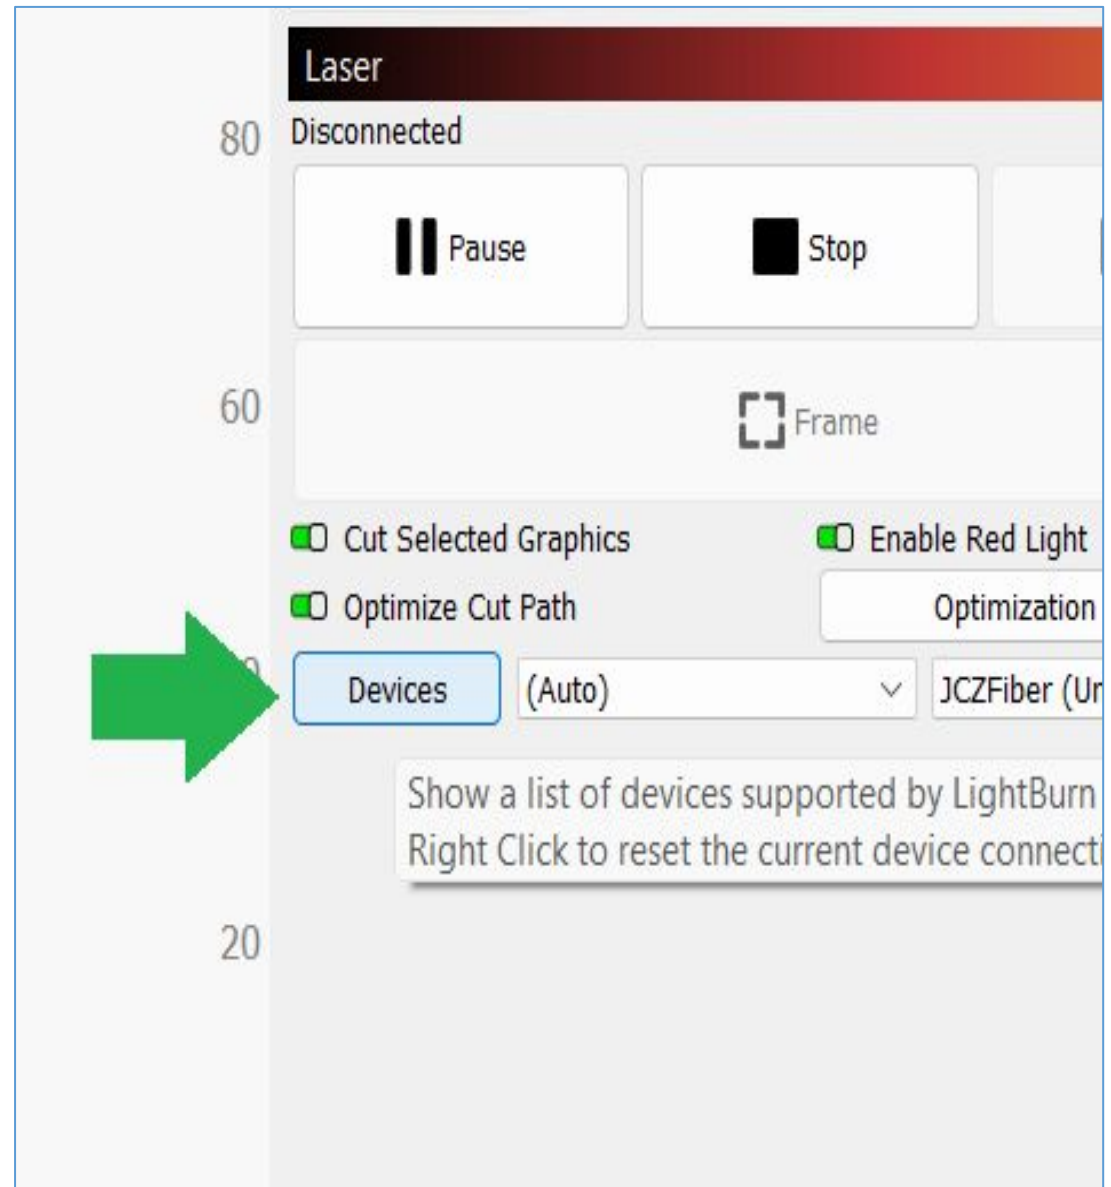 Laser
80
Disconnected
Pause
Stop
60
Frame
Cut Selected Graphics
Enable Red Light
Optimize Cut Path
Optimization
Devices
(Auto)
JCZFiber
Show a list of devices supported by LightBurn
Right Click to reset the current device
20